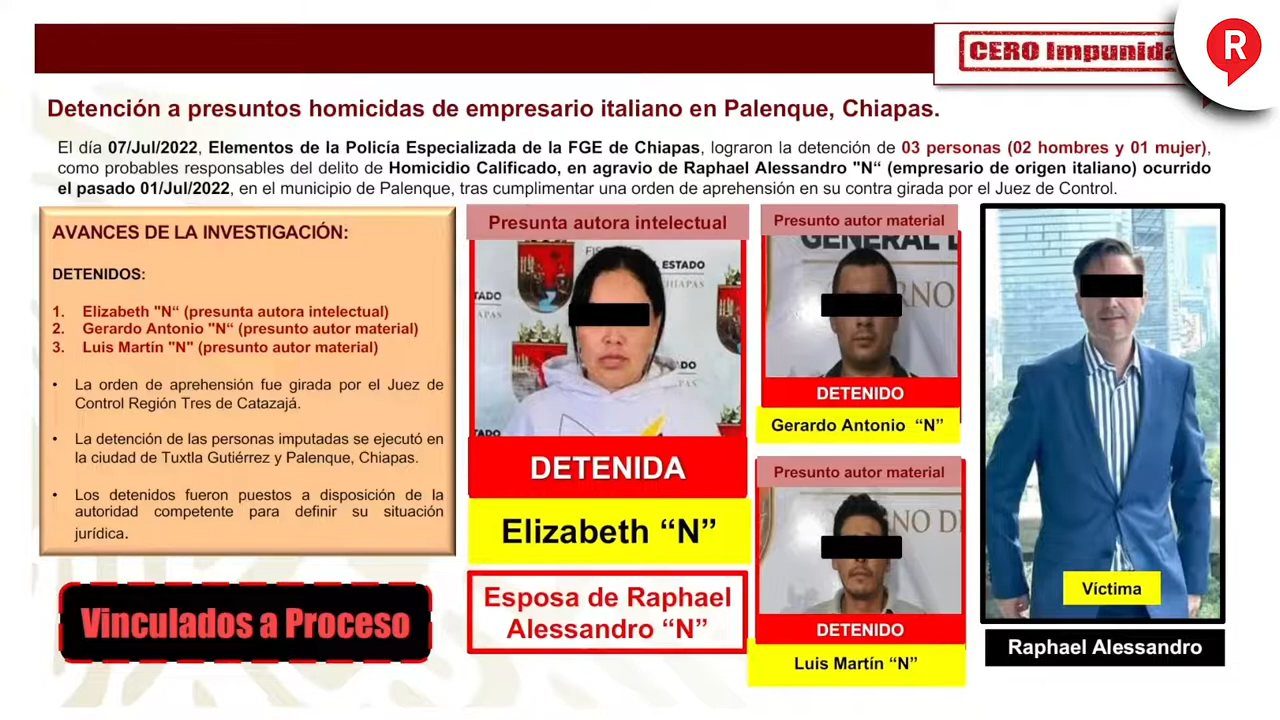 CERO Impunida
R
Detención a presuntos homicidas de empresario italiano en Palenque, Chiapas.
El día 07/Jul/2022, Elementos de la Policía Especializada de la FGE de Chiapas, lograron la detención de 03 personas (02 hombres y 01 mujer),
como probables responsables del delito de Homicidio Calificado, en agravio de Raphael Alessandro "N“ (empresario de origen italiano) ocurrido
el pasado 01/Jul/2022, en el municipio de Palenque, tras cumplimentar una orden de aprehensión en su contra girada por el Juez de Control.
AVANCES DE LA INVESTIGACIÓN:
DETENIDOS:
1. Elizabeth "N“ (presunta autora intelectual)
2. Gerardo Antonio "N“ (presunto autor material)
3. Luis Martín "N" (presunto autor material)
• La orden de aprehensión fue girada por el Juez de
Control Región Tres de Catazajá.
• La detención de las personas imputadas se ejecutó en
la ciudad de Tuxtla Gutiérrez y Palenque, Chiapas.
• Los detenidos fueron puestos a disposición de la
autoridad competente para definir su situación
jurídica.
Vinculados a Proceso
Presunta autora intelectual
ESTADO
HIAPAS
TADO
APAS
DO
PAS
TADO
DETENIDA
Elizabeth “N”
Esposa de Raphael
Alessandro “N”
Presunto autor material
GENERAL
RNO
DETENIDO
Gerardo Antonio “N”
Presunto autor material
NO DE
DETENIDO
Luis Martín “N”
Víctima
Raphael Alessandro